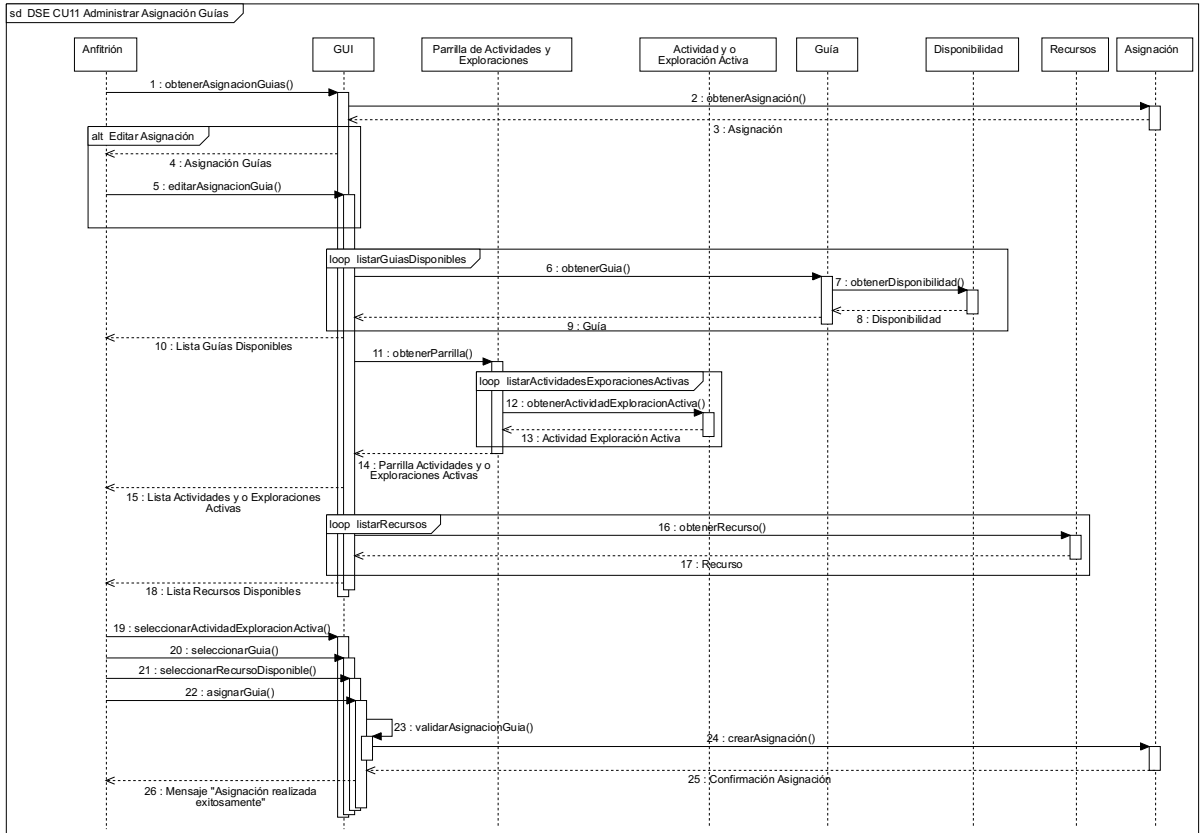 sd DSE CU11 Administrar Asignación Guías
Anfitrión
GUI
Parrilla de Actividades y
Exploraciones
Actividad y o
Exploración Activa
Guía
Disponibilidad
Recursos
Asignación
1 : obtenerAsignacionGuias()
2 : obtenerAsignación()
3 : Asignación
alt Editar Asignación
4 : Asignación Guías
5 : editarAsignacionGuia()
loop listarGuiasDisponibles
6 : obtenerGuia()
7 : obtenerDisponibilidad()
8 : Disponibilidad
9 : Guía
10 : Lista Guías Disponibles
11 : obtenerParrilla()
loop listarActividadesExporacionesActivas
12 : obtenerActividadExploracionActiva()
13 : Actividad Exploración Activa
14 : Parrilla Actividades y o
Exploraciones Activas
15 : Lista Actividades y o Exploraciones
Activas
loop listarRecursos
16 : obtenerRecurso()
17 : Recurso
18 : Lista Recursos Disponibles
19 : seleccionarActividadExploracionActiva()
20 : seleccionarGuia()
21 : seleccionarRecursoDisponible()
22 : asignarGuia()
23 : validarAsignacionGuia()
24 : crearAsignación()
25 : Confirmación Asignación
26 : Mensaje "Asignación realizada
exitosamente"